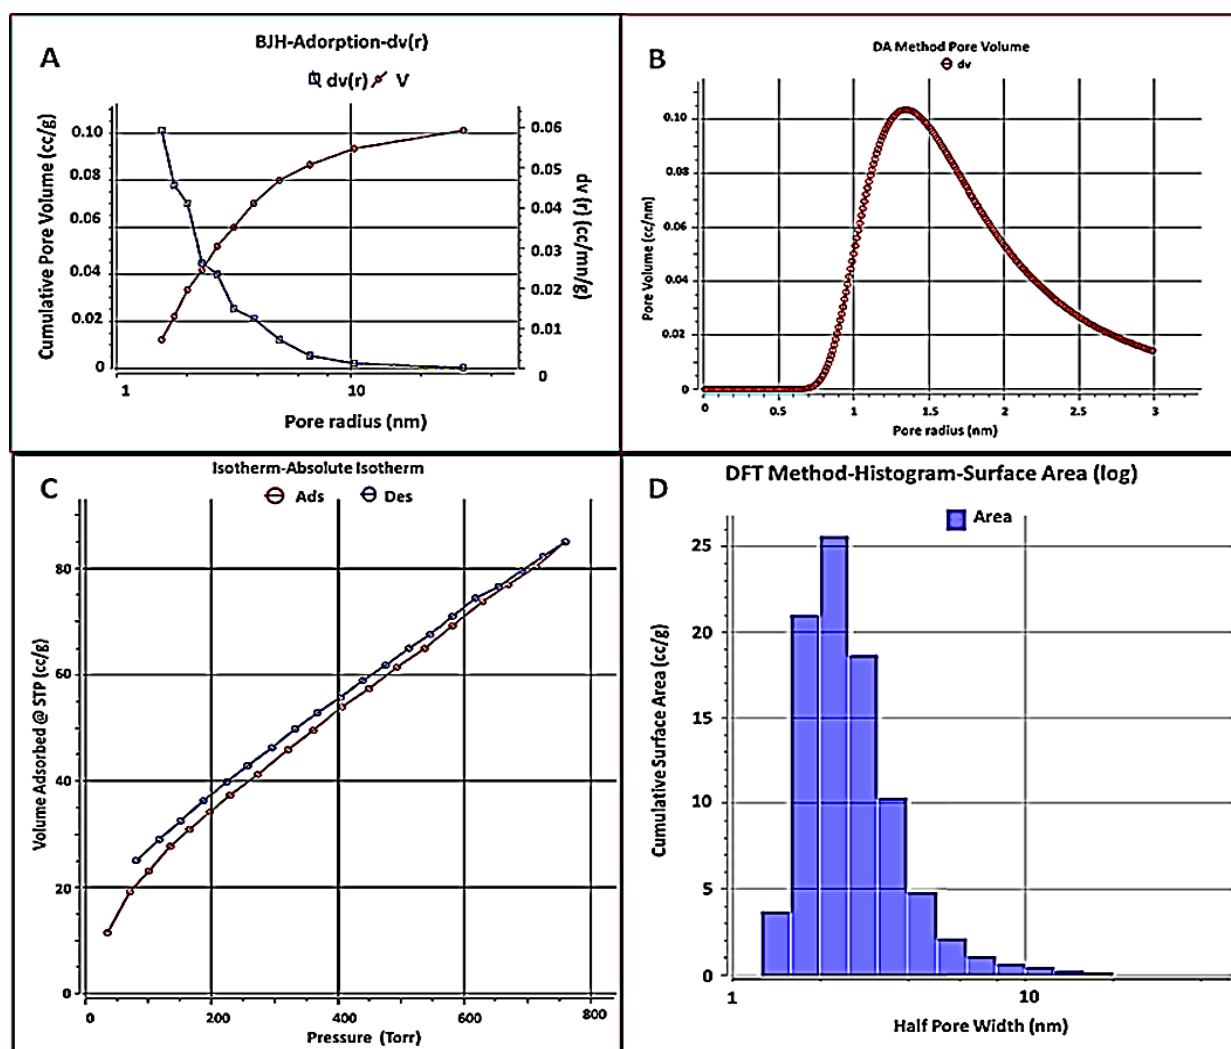 A
BJH-Adorption-dv(r)
dv(r) V
Cumulative Pore Volume (cc/g)
0.10
0.08
0.06
0.04
0.02
0
0.06
0.05
0.04
0.03
0.02
0.01
0
dv (r) (cc/mn/g)
1 10
Pore radius (nm)
B
DA Method Pore Volume
dv
Pore Volume (cc/nm)
0.10
0.08
0.06
0.04
0.02
0
0 0.5 1 1.5 2 2.5 3
Pore radius (nm)
C
Isotherm-Absolute Isotherm
Ads Des
Volume Adsorbed @ STP (cc/g)
80
60
40
20
0
0 200 400 600 800
Pressure (Torr)
D
DFT Method-Histogram-Surface Area (log)
Area
Cumulative Surface Area (cc/g)
25
20
15
10
5
0
1 10
Half Pore Width (nm)